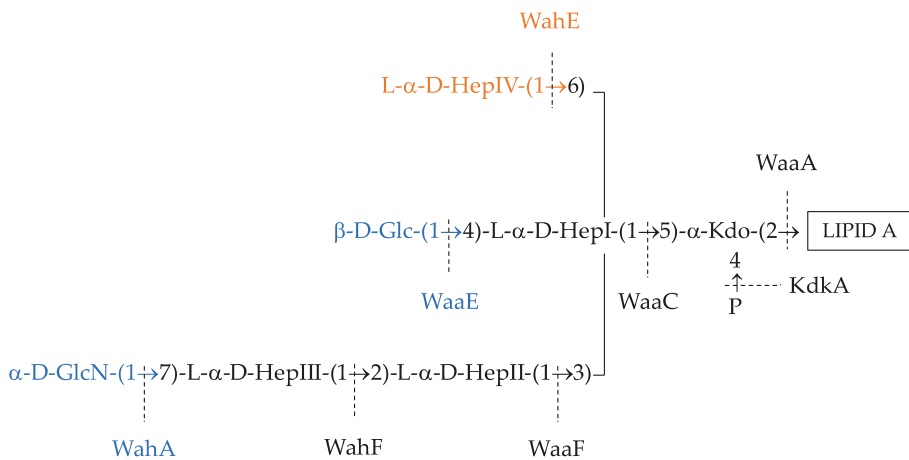 WahE
L-α-D-HepIV-(1→6)
WaaA
β-D-Glc-(1→4)-L-α-D-HepI-(1→5)-α-Kdo-(2→ LIPID A
4
WaaE WaaC ↑ KdkA
P
α-D-GlcN-(1→7)-L-α-D-HepIII-(1→2)-L-α-D-HepII-(1→3)
WahA WahF WaaF